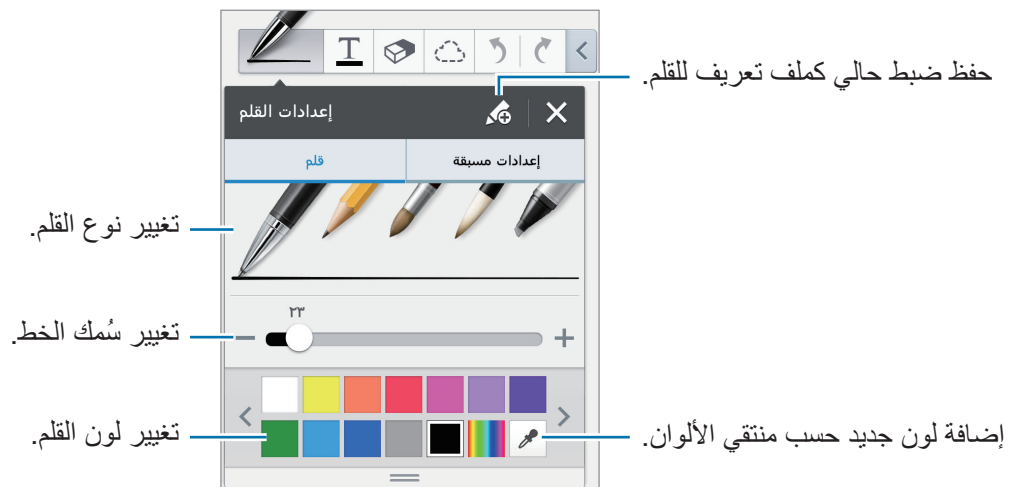 T
حفظ ضبط حالي كملف تعريف للقلم.
إعدادات القلم
قلم
إعدادات مسبقة
تغيير نوع القلم.
٢٣
تغيير سُمك الخط.
تغيير لون القلم.
إضافة لون جديد حسب منتقي الألوان.